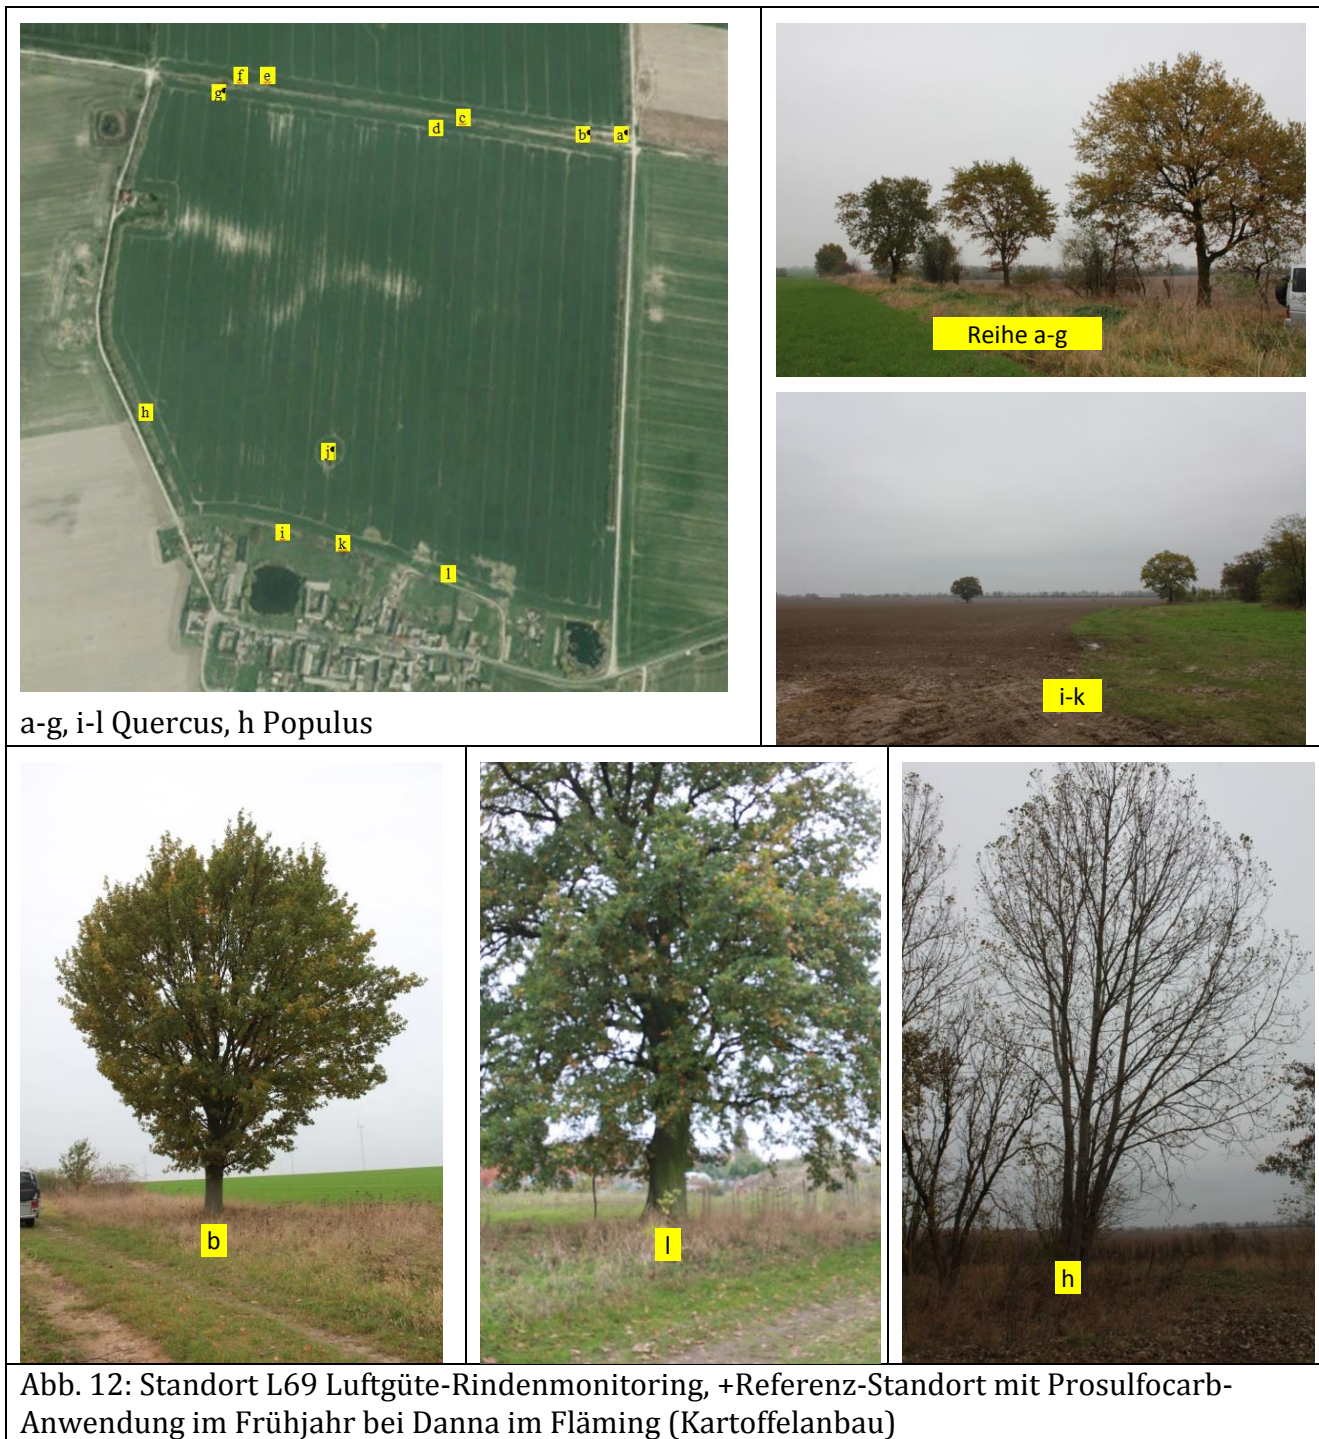 f e
g
c
d
b a
h
j
i
k
l
a-g, i-l Quercus, h Populus
Reihe a-g
i-k
b
l
h
Abb. 12: Standort L69 Luftgüte-Rindenmonitoring, +Referenz-Standort mit Prosulfocarb-
Anwendung im Frühjahr bei Danna im Fläming (Kartoffelanbau)